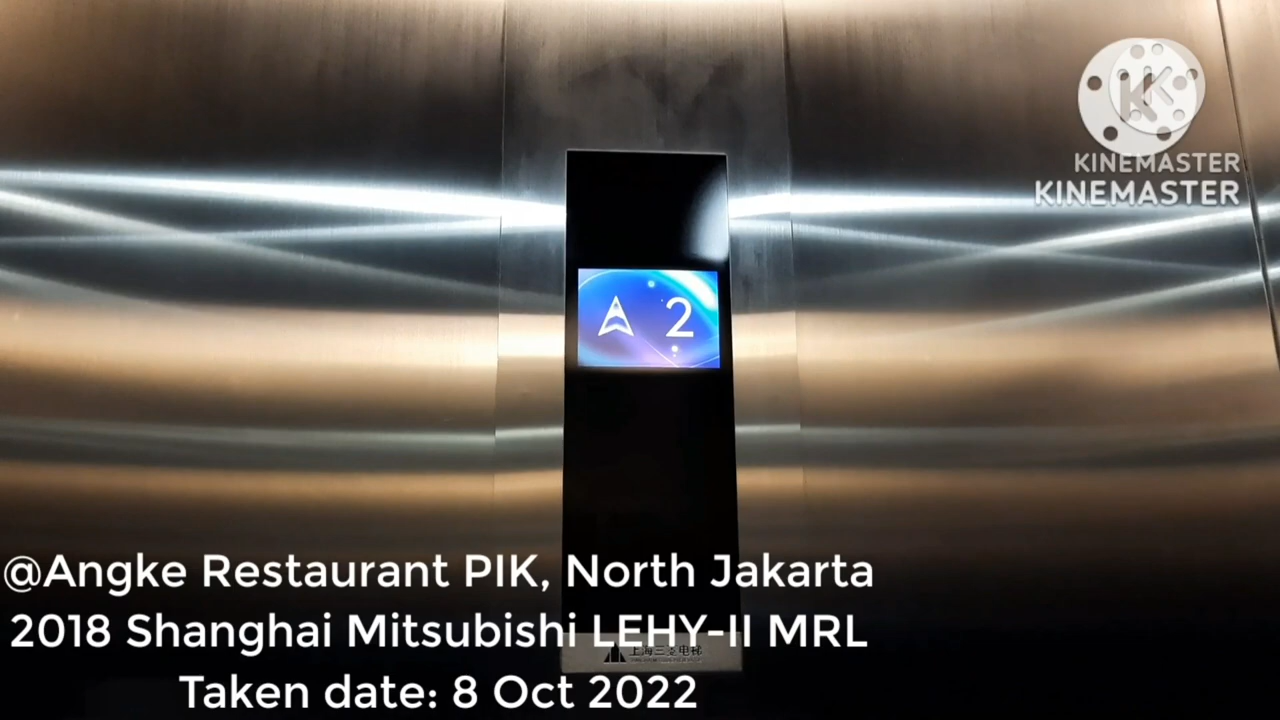 KINEMASTER
KINEMASTER
2
@Angke Restaurant PIK, North Jakarta
2018 Shanghai Mitsubishi LEHY-II MRL
上海三菱电梯
Taken date: 8 Oct 2022